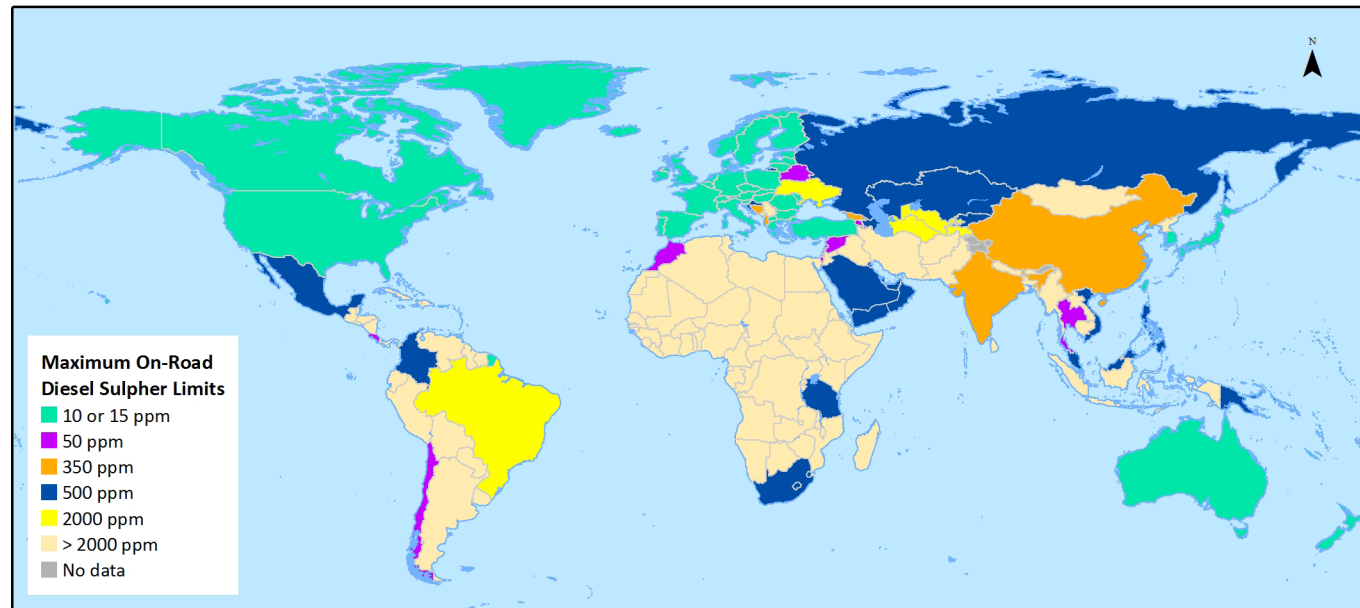 N
Maximum On-Road
Diesel Sulpher Limits
10 or 15 ppm
50 ppm
350 ppm
500 ppm
2000 ppm
> 2000 ppm
No data